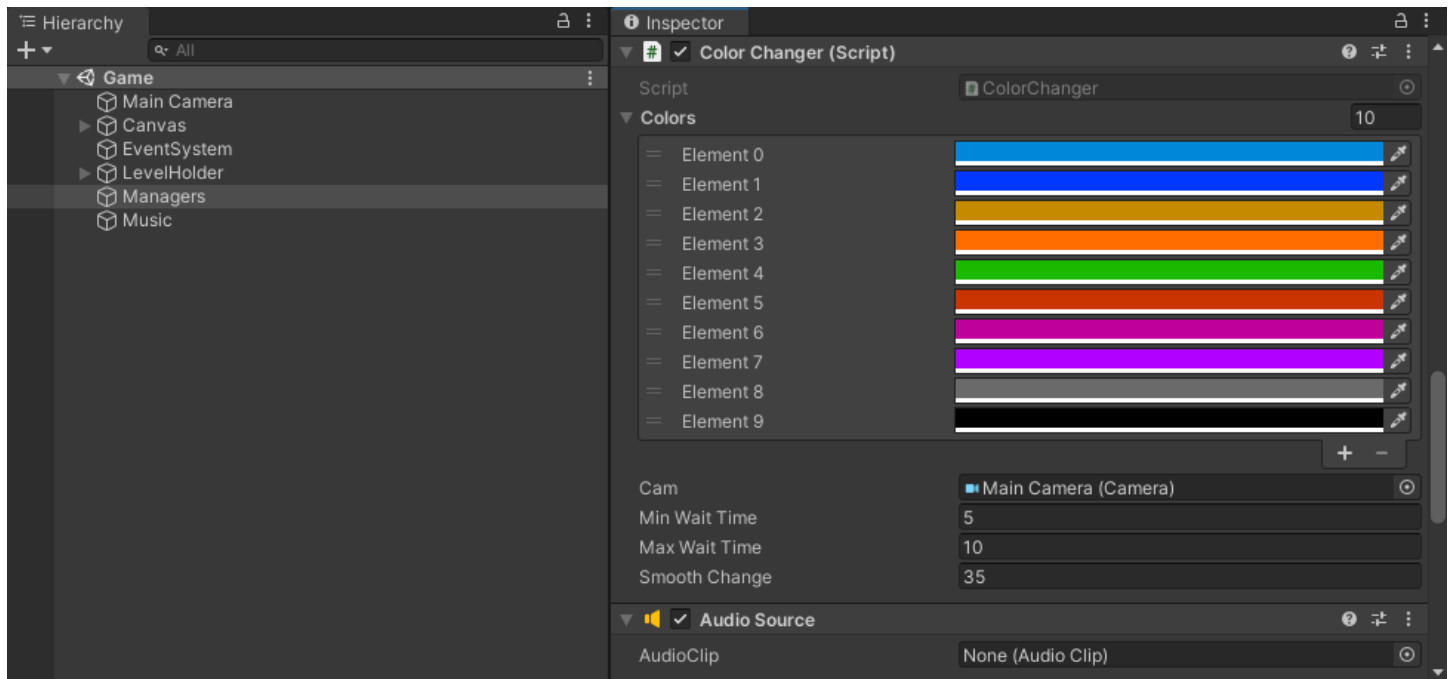 Hierarchy
All
Game
Main Camera
Canvas
EventSystem
LevelHolder
Managers
Music
Inspector
# Color Changer (Script)
Script # ColorChanger
Colors 10
Element 0
Element 1
Element 2
Element 3
Element 4
Element 5
Element 6
Element 7
Element 8
Element 9
Cam Main Camera (Camera)
Min Wait Time 5
Max Wait Time 10
Smooth Change 35
Audio Source
AudioClip None (Audio Clip)